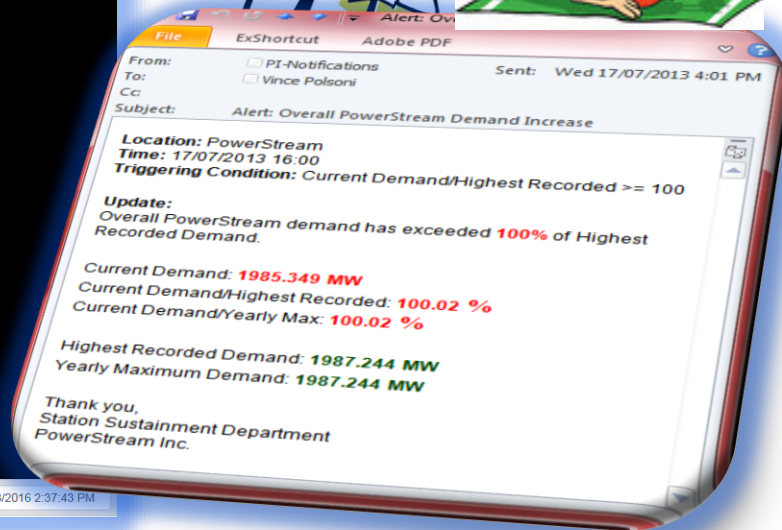 Alert: Ov
File ExShortcut Adobe PDF
From: PI-Notifications Sent: Wed 17/07/2013 4:01 PM
To: Vince Polsoni
Cc:
Subject: Alert: Overall PowerStream Demand Increase
Location: PowerStream
Time: 17/07/2013 16:00
Triggering Condition: Current Demand/Highest Recorded >= 100
Update:
Overall PowerStream demand has exceeded 100% of Highest
Recorded Demand.
Current Demand: 1985.349 MW
Current Demand/Highest Recorded: 100.02 %
Current Demand/Yearly Max: 100.02 %
Highest Recorded Demand: 1987.244 MW
Yearly Maximum Demand: 1987.244 MW
Thank you,
Station Sustainment Department
PowerStream Inc.
/2016 2:37:43 PM